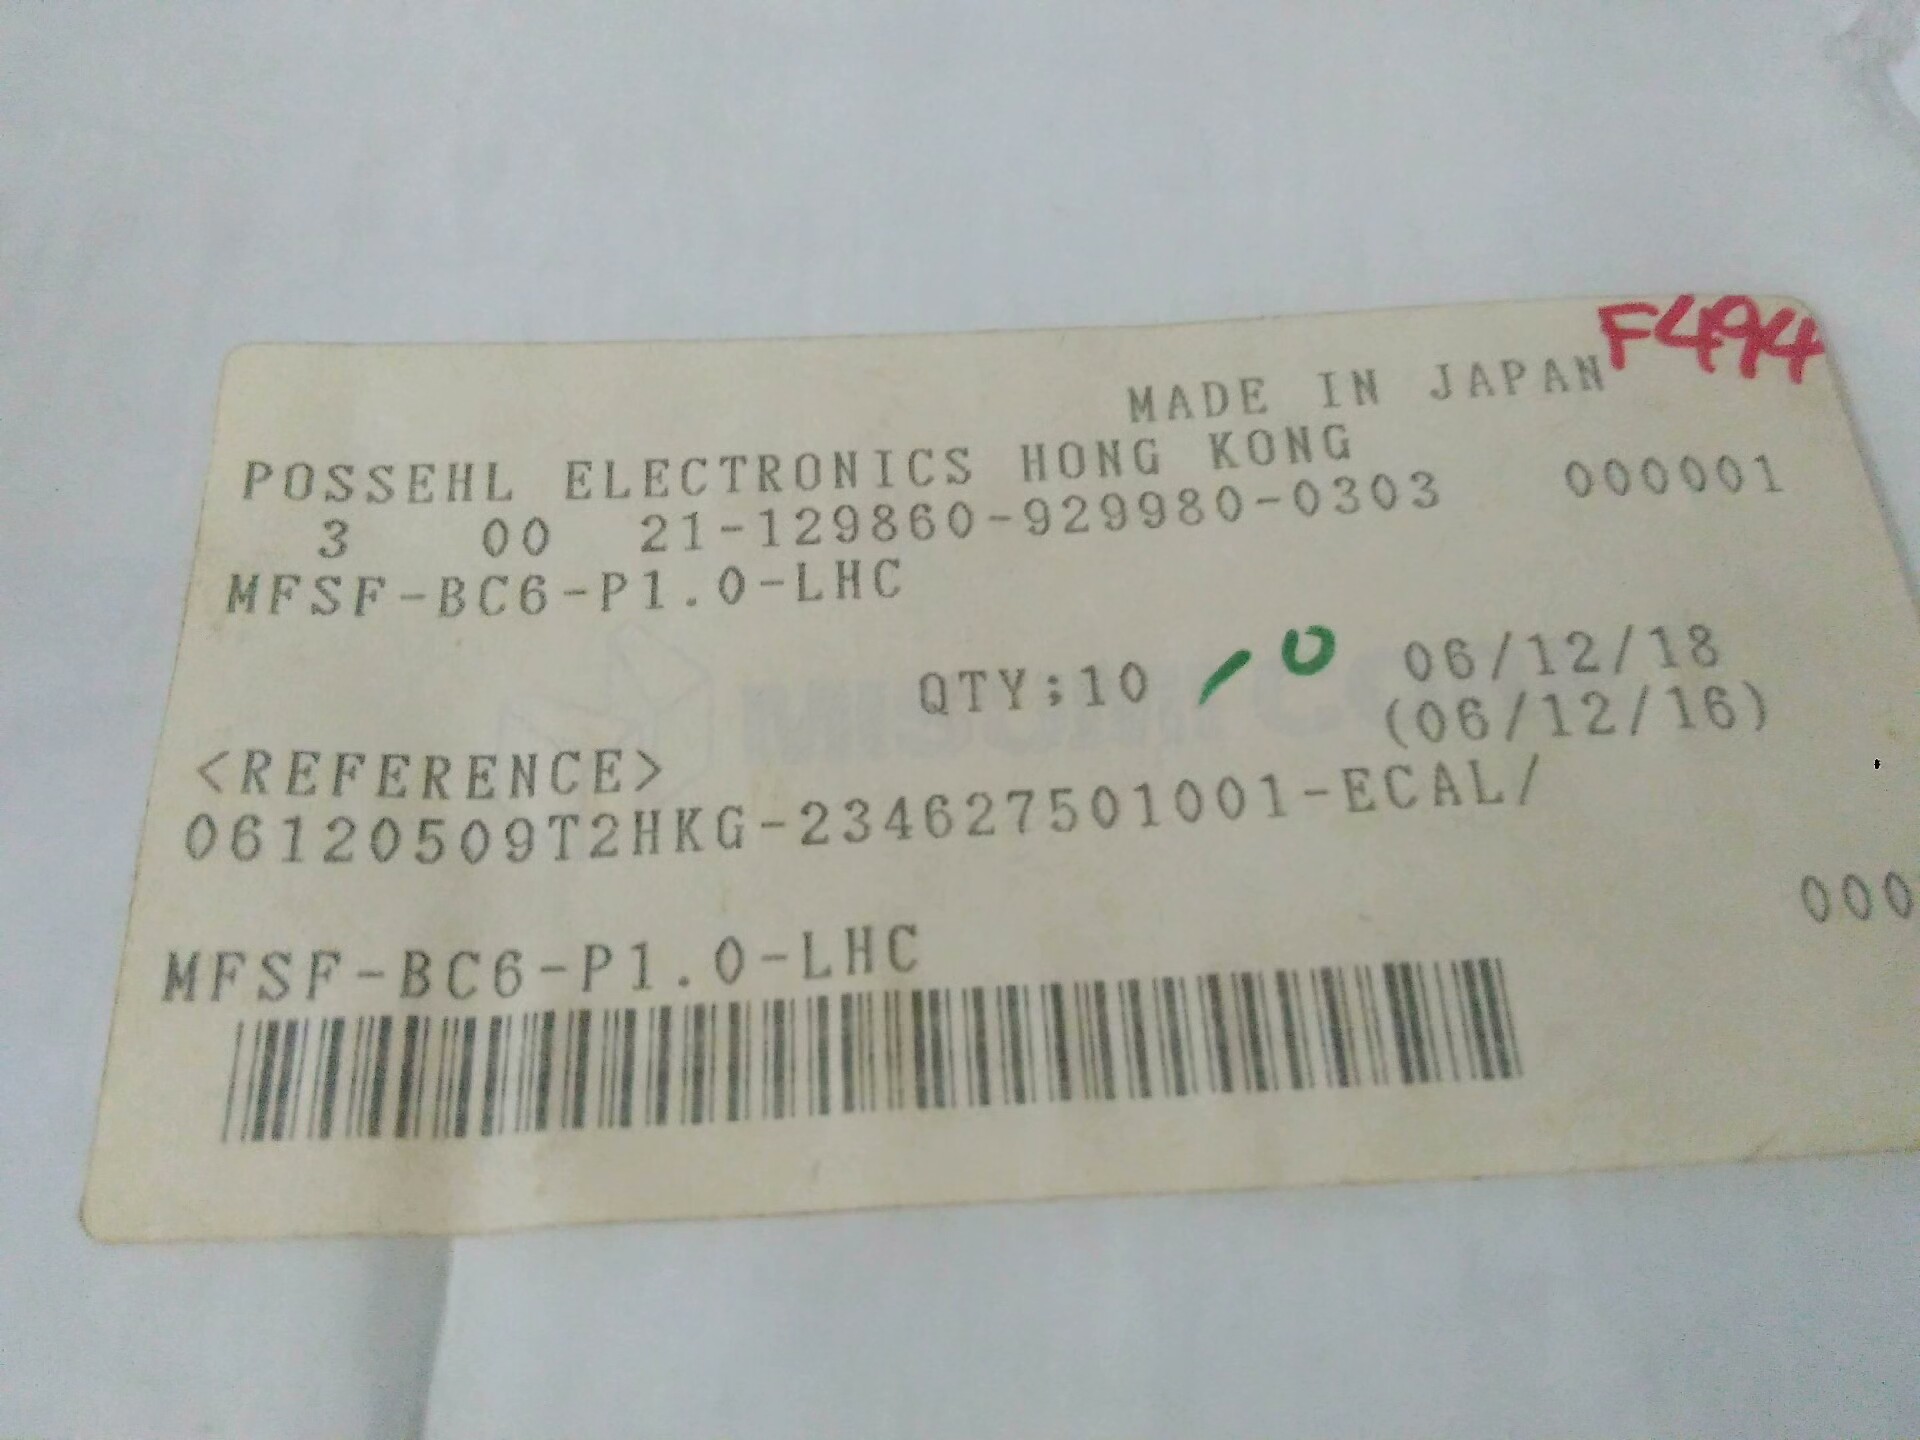 F494
MADE IN JAPAN
POSSEHL ELECTRONICS HONG KONG
3 00 21-129860-929980-0303 000001
MFSF-BC6-P1.0-LHC
QTY;10 / 0 06/12/18
(06/12/16)
<REFERENCE>
06120509T2HKG-234627501001-ECAL/
000
MFSF-BC6-P1.0-LHC